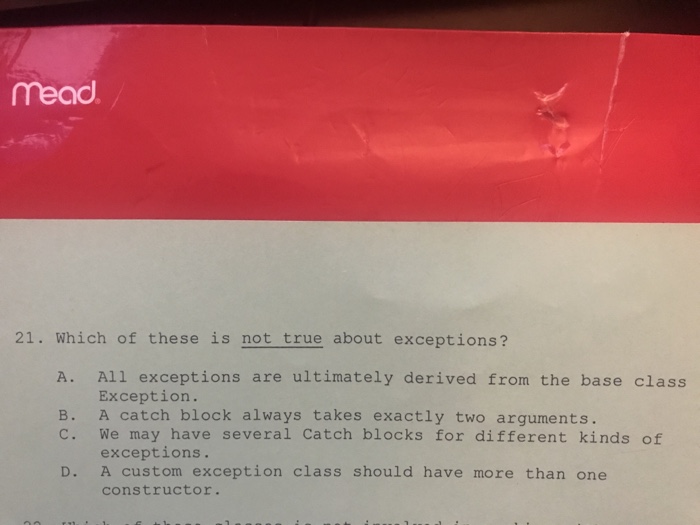 Mead
21. Which of these is not true about exceptions?
A. All exceptions are ultimately derived from the base class
Exception.
B. A catch block always takes exactly two arguments.
C. We may have several Catch blocks for different kinds of
exceptions.
D. A custom exception class should have more than one
constructor.